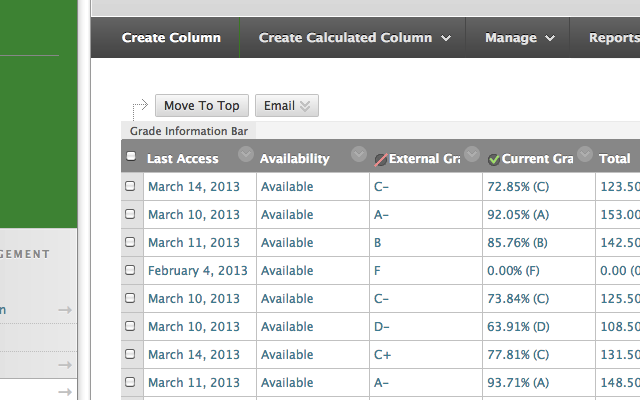 Create Column Create Calculated Column Manage Reports
Move To Top Email
Grade Information Bar
Last Access Availability External Gra Current Gra Total
March 14, 2013 Available C- 72.85% (C) 123.50
March 10, 2013 Available A- 92.05% (A) 153.00
March 11, 2013 Available B 85.76% (B) 142.50
GEMENT
February 4, 2013 Available F 0.00% (F) 0.00 (0
March 10, 2013 Available C- 73.84% (C) 125.50
n
March 10, 2013 Available D- 63.91% (D) 108.50
March 14, 2013 Available C+ 77.81% (C) 131.50
March 11, 2013 Available A- 93.71% (A) 148.50